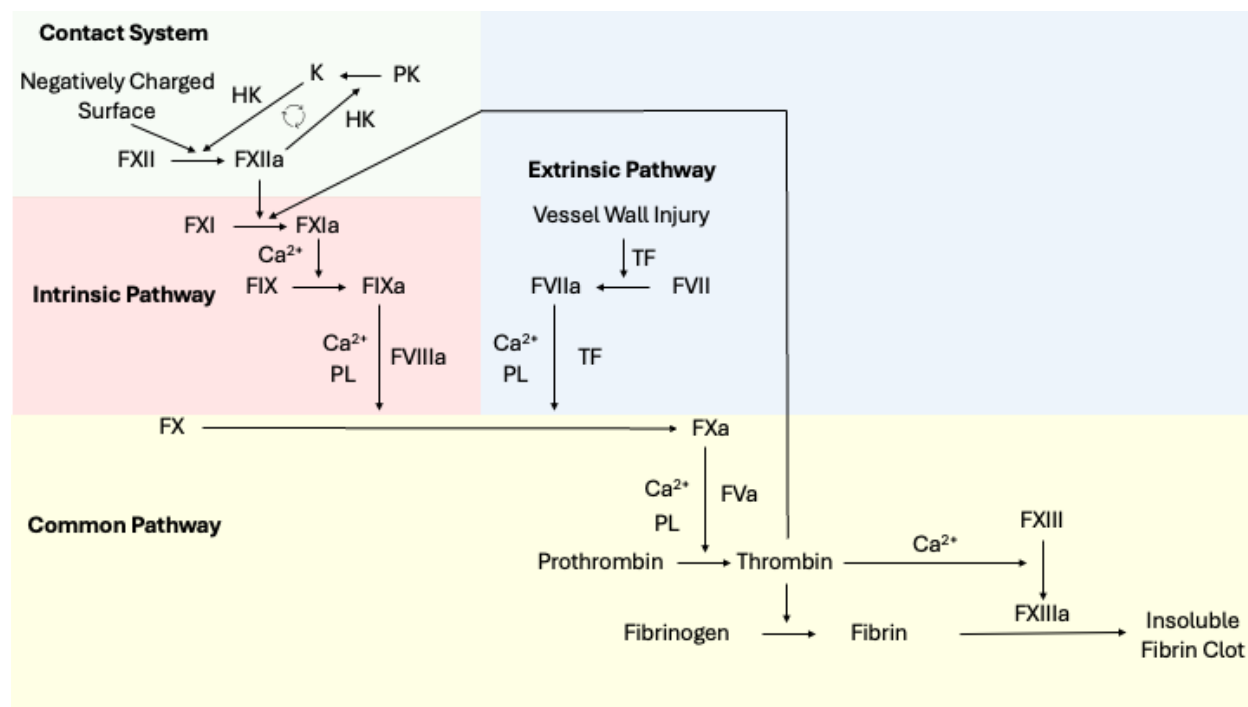 Contact System
Negatively Charged
Surface
HK
K
PK
HK
FXII
FXIIa
FXI
FXIa
Ca²⁺
Intrinsic Pathway
FIX
FIXa
Ca²⁺
PL
FVIIIa
Extrinsic Pathway
Vessel Wall Injury
TF
FVIIa
FVII
Ca²⁺
PL
TF
FX
FXa
Common Pathway
Ca²⁺
PL
FVa
Prothrombin
Thrombin
Ca²⁺
FXIII
FXIIIa
Fibrinogen
Fibrin
Insoluble
Fibrin Clot